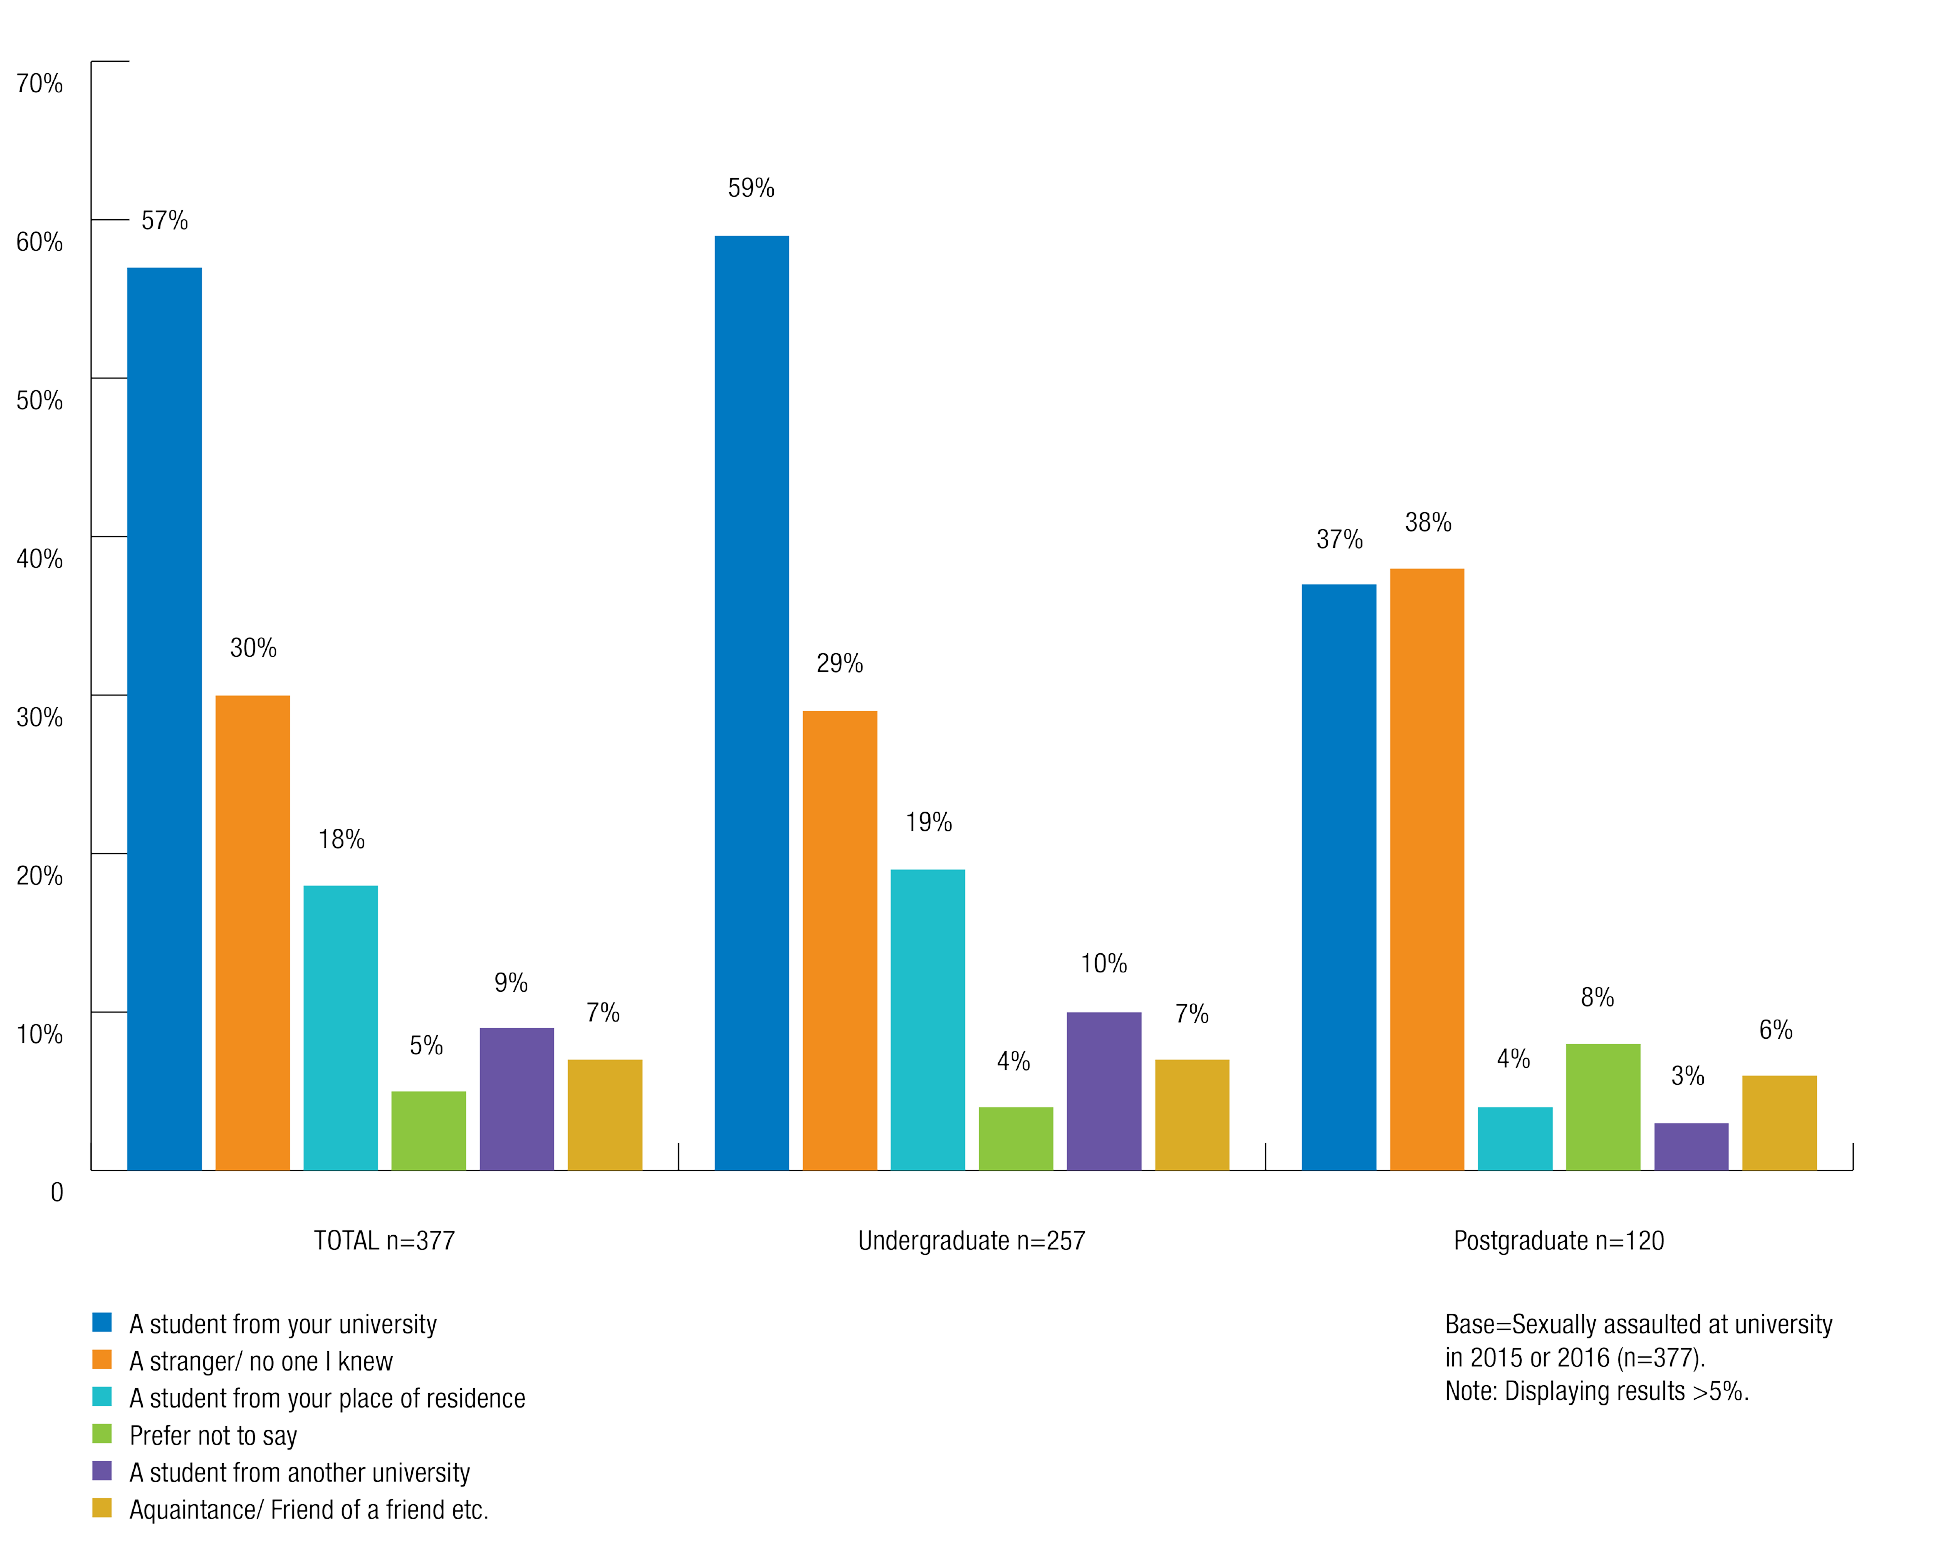 70%
60%
50%
40%
30%
20%
10%
0
57%
30%
18%
5%
9%
7%
59%
29%
19%
4%
10%
7%
37%
38%
4%
8%
3%
6%
TOTAL n=377
Undergraduate n=257
Postgraduate n=120
A student from your university
A stranger/ no one I knew
A student from your place of residence
Prefer not to say
A student from another university
Aquaintance/ Friend of a friend etc.
Base=Sexually assaulted at university
in 2015 or 2016 (n=377).
Note: Displaying results >5%.